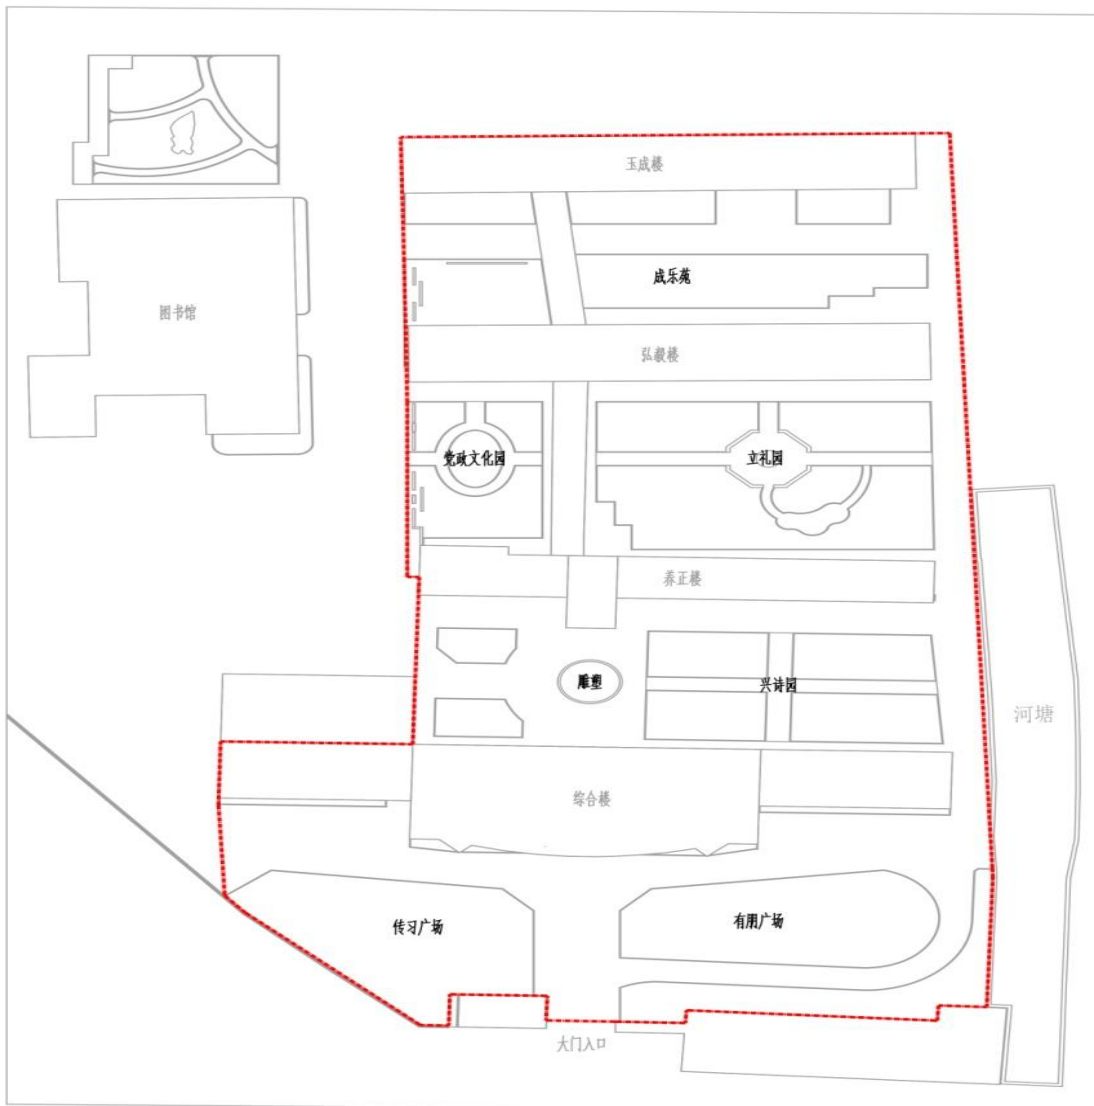 玉成楼
成乐苑
图书馆
弘毅楼
党政文化园
立礼园
养正楼
雕塑
兴诗园
河塘
综合楼
传习广场
有朋广场
大门入口